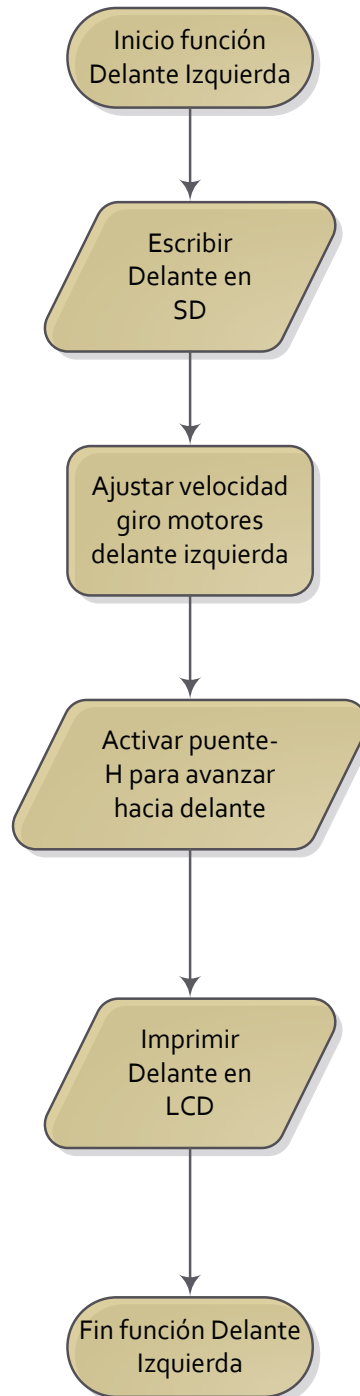 Inicio función
Delante Izquierda
Escribir
Delante en
SD
Ajustar velocidad
giro motores
delante izquierda
Activar puente-
H para avanzar
hacia delante
Imprimir
Delante en
LCD
Fin función Delante
Izquierda